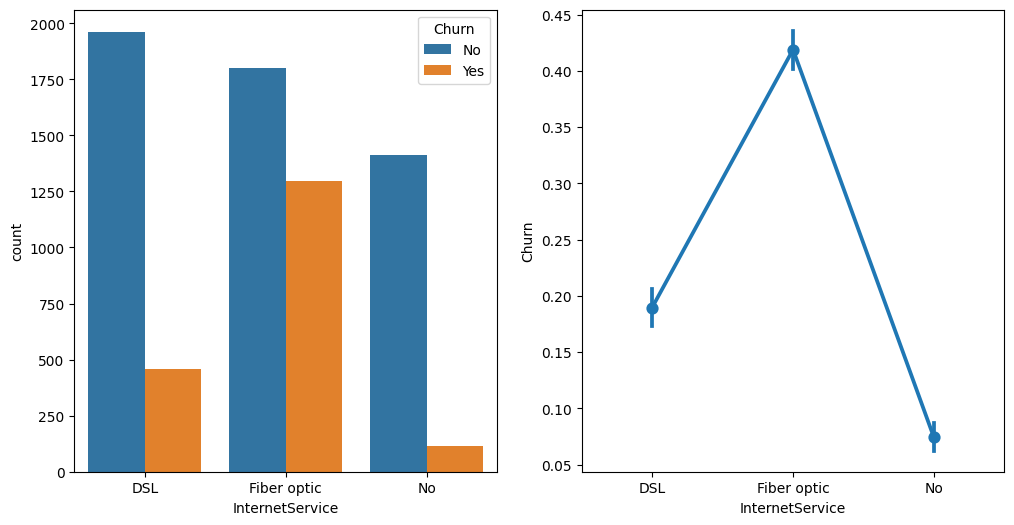 2000
1750
1500
1250
1000
750
500
250
0
count
DSL
Fiber optic
No
InternetService
Churn
No
Yes
0.45
0.40
0.35
0.30
0.25
0.20
0.15
0.10
0.05
Churn
DSL
Fiber optic
No
InternetService